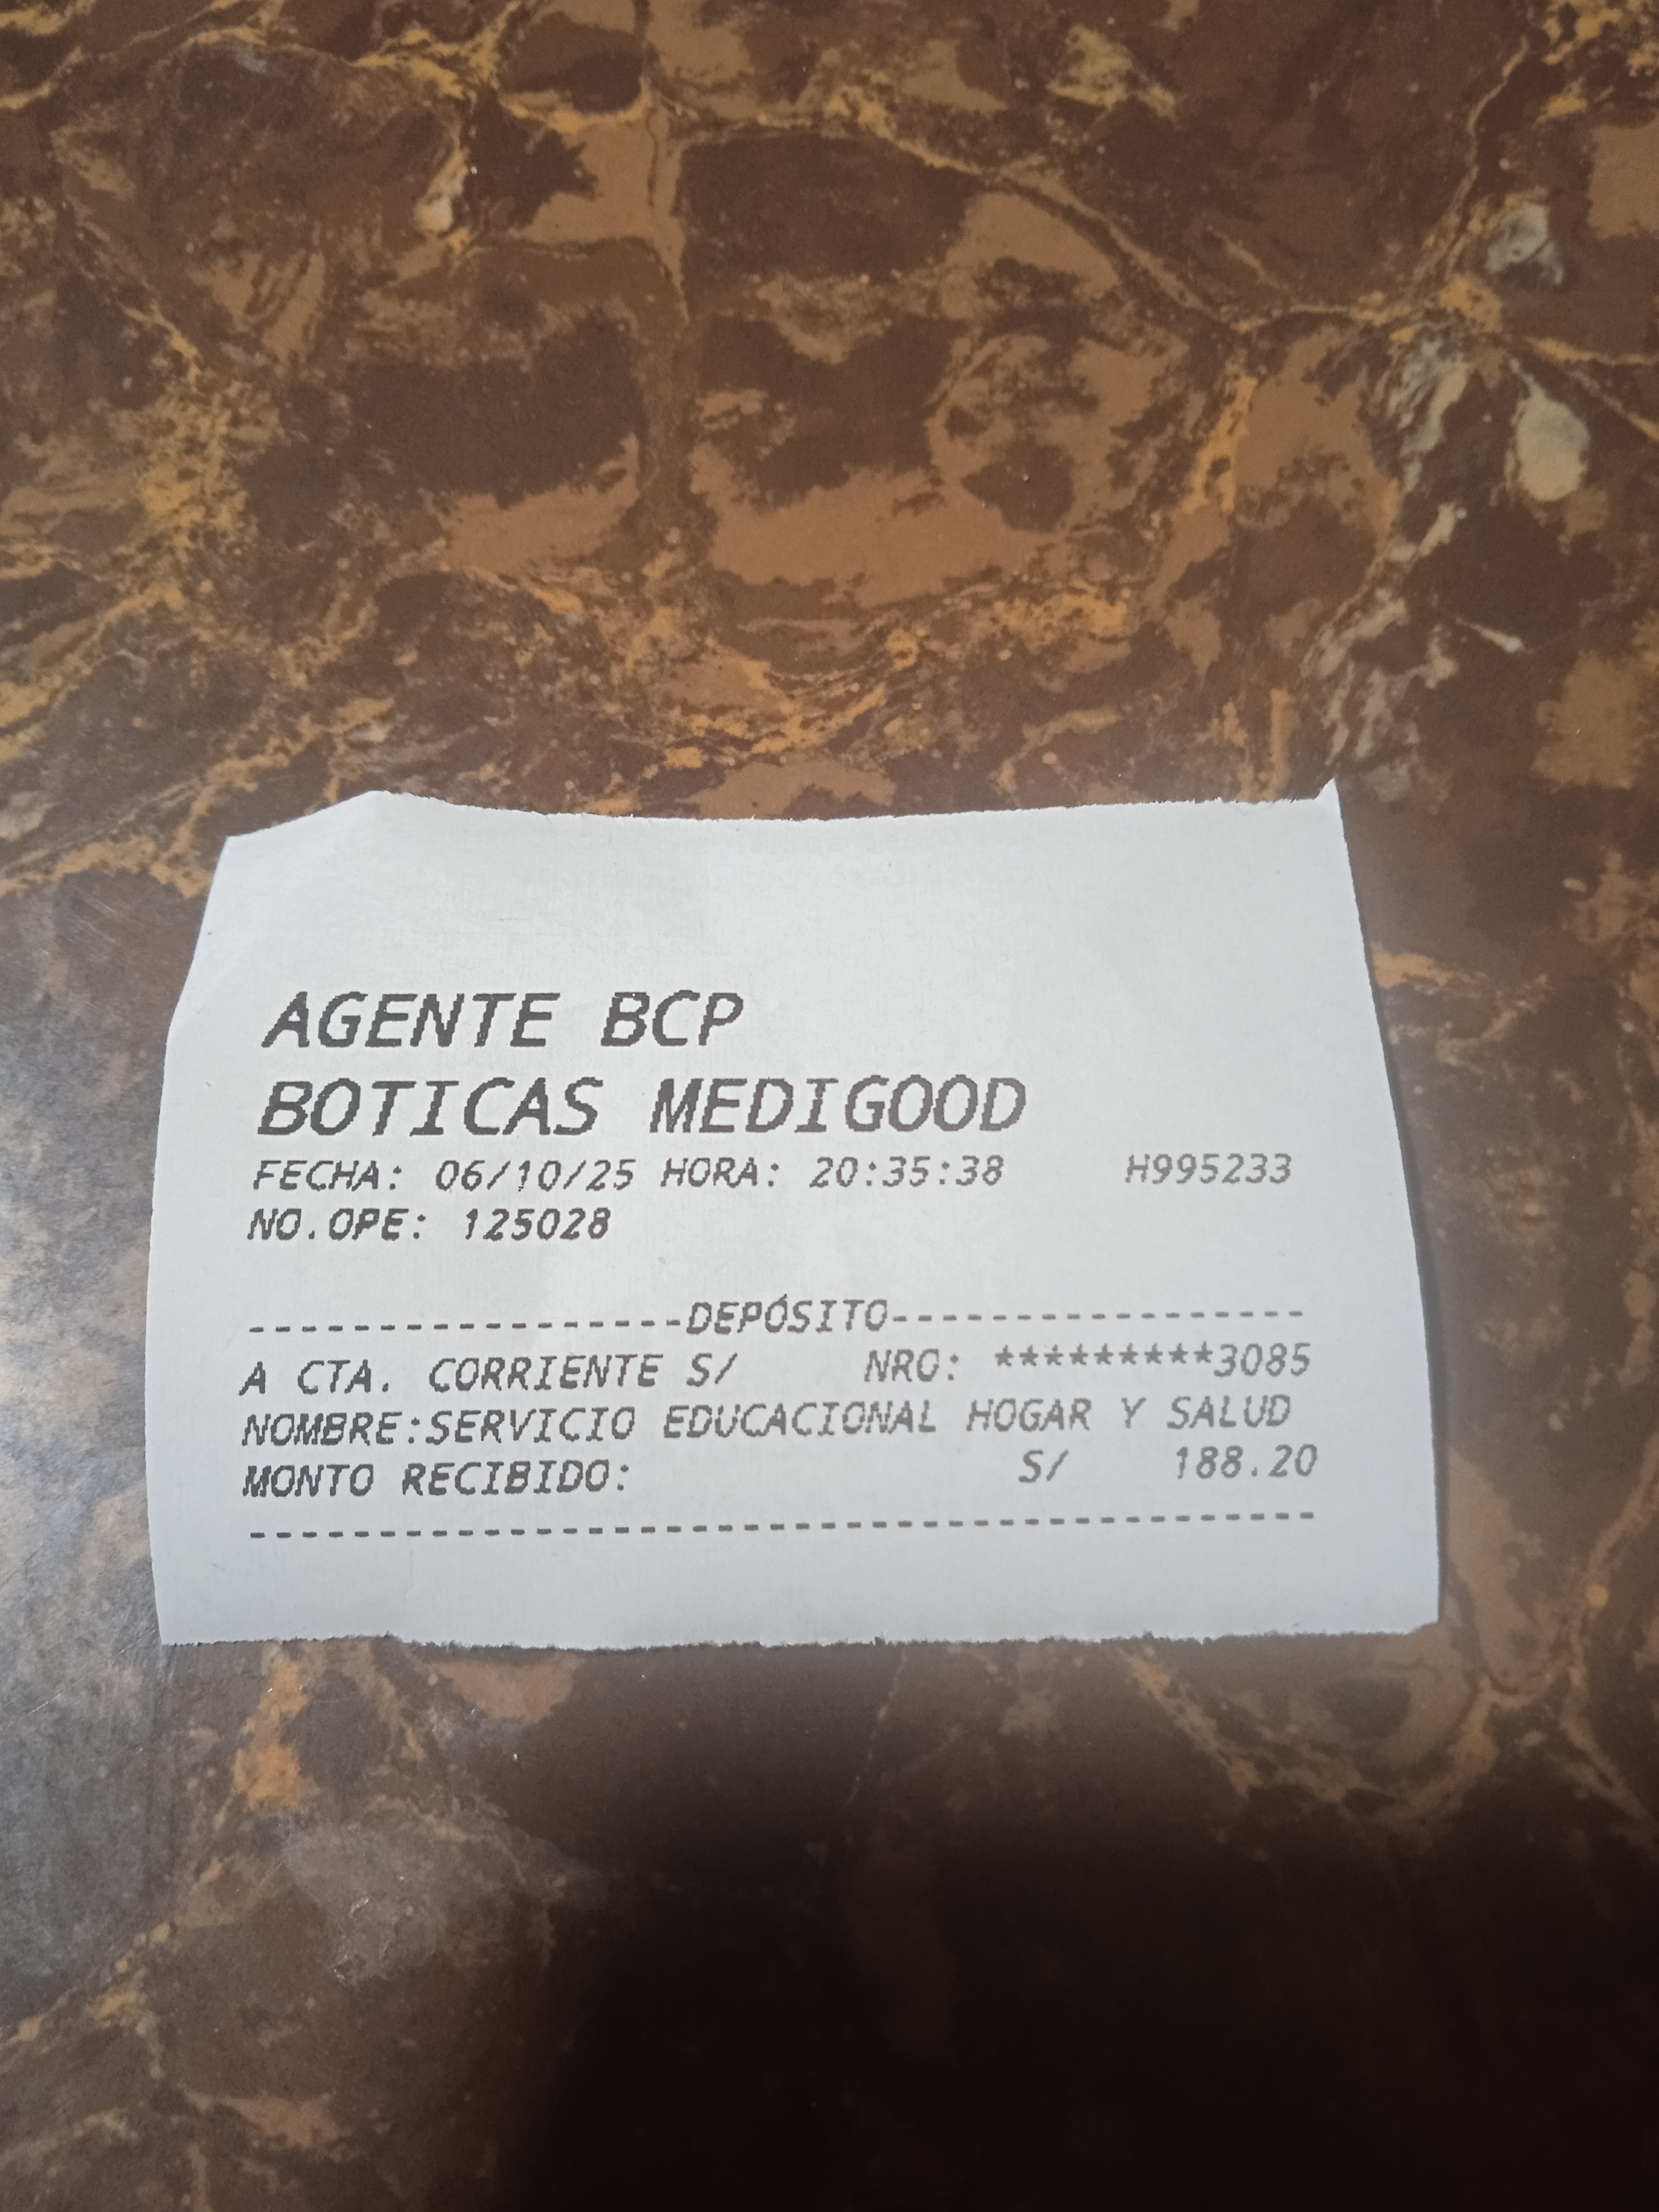 AGENTE BCP
BOTICAS MEDIGOOD
FECHA: 06/10/25 HORA: 20:35:38 H995233
NO.OPE: 125028
-----------------DEPÓSITO----------------
A CTA. CORRIENTE S/ NRO: *********3085
NOMBRE:SERVICIO EDUCACIONAL HOGAR Y SALUD
MONTO RECIBIDO: S/ 188.20
-----------------------------------------